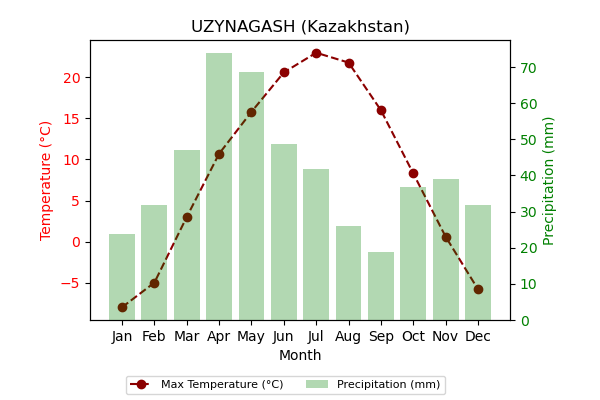 UZYNAGASH (Kazakhstan)
Temperature (°C)
20
15
10
5
0
−5
70
60
50
40
30
20
10
0
Precipitation (mm)
Jan Feb Mar Apr May Jun Jul Aug Sep Oct Nov Dec
Month
Max Temperature (°C) Precipitation (mm)